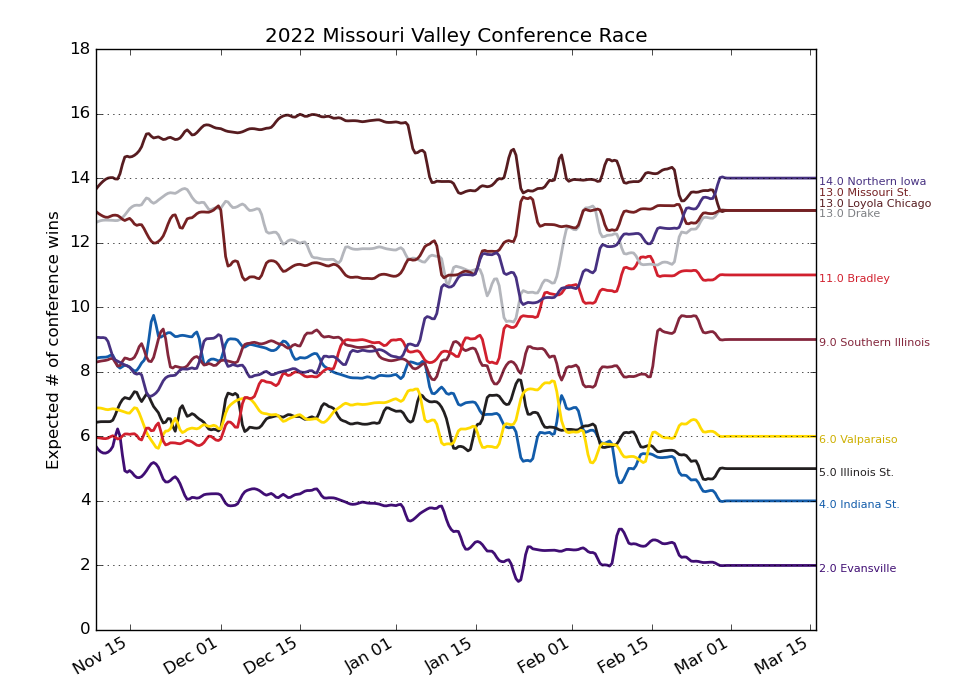 2022 Missouri Valley Conference Race
Expected # of conference wins
18
16
14
12
10
8
6
4
2
0
14.0 Northern Iowa
13.0 Missouri St.
13.0 Loyola Chicago
13.0 Drake
11.0 Bradley
9.0 Southern Illinois
6.0 Valparaiso
5.0 Illinois St.
4.0 Indiana St.
2.0 Evansville
Nov 15
Dec 01
Dec 15
Jan 01
Jan 15
Feb 01
Feb 15
Mar 01
Mar 15